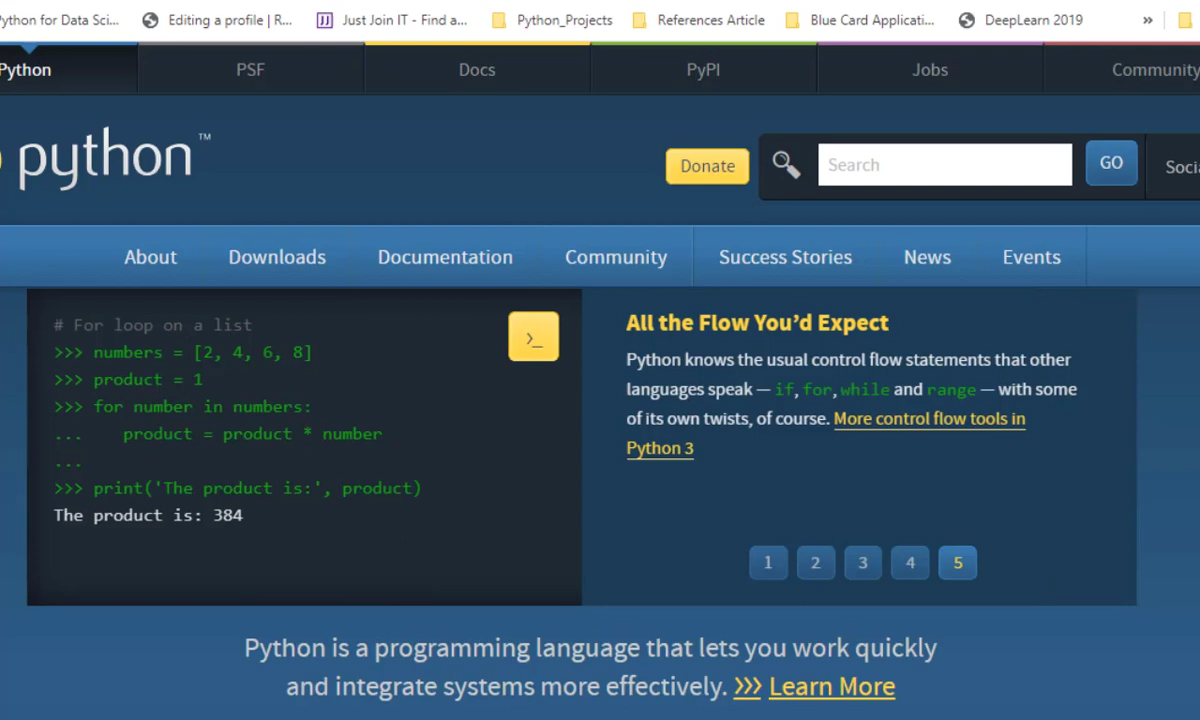 Python for Data Sci... Editing a profile | R... Just Join IT - Find a... Python_Projects References Article Blue Card Applicati... DeepLearn 2019 »
Python PSF Docs PyPI Jobs Community
python™
Donate Search GO Soci
About Downloads Documentation Community Success Stories News Events
# For loop on a list
>>> numbers = [2, 4, 6, 8]
>>> product = 1
>>> for number in numbers:
...    product = product * number
...
>>> print('The product is:', product)
The product is: 384
>_
All the Flow You’d Expect
Python knows the usual control flow statements that other
languages speak — if, for, while and range — with some
of its own twists, of course. More control flow tools in
Python 3
1 2 3 4 5
Python is a programming language that lets you work quickly
and integrate systems more effectively. >>> Learn More